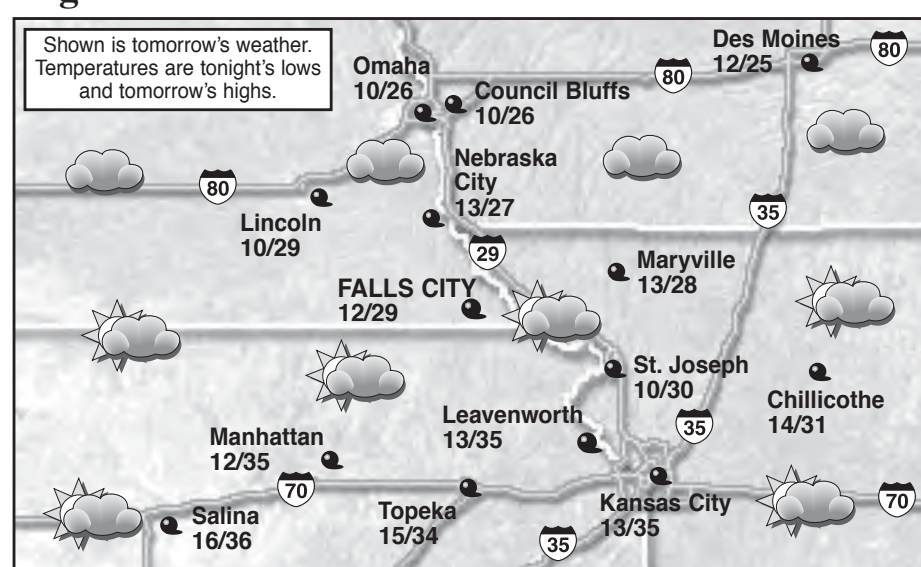 Shown is tomorrow's weather.
Temperatures are tonight's lows
and tomorrow's highs.
Des Moines
12/25
80
Omaha
10/26
80
Council Bluffs
10/26
Nebraska
City
13/27
80
Lincoln
10/29
35
29
Maryville
13/28
FALLS CITY
12/29
St. Joseph
10/30
Chillicothe
14/31
Leavenworth
13/35
35
Manhattan
12/35
70
Kansas City
13/35
70
Topeka
15/34
Salina
16/36
35